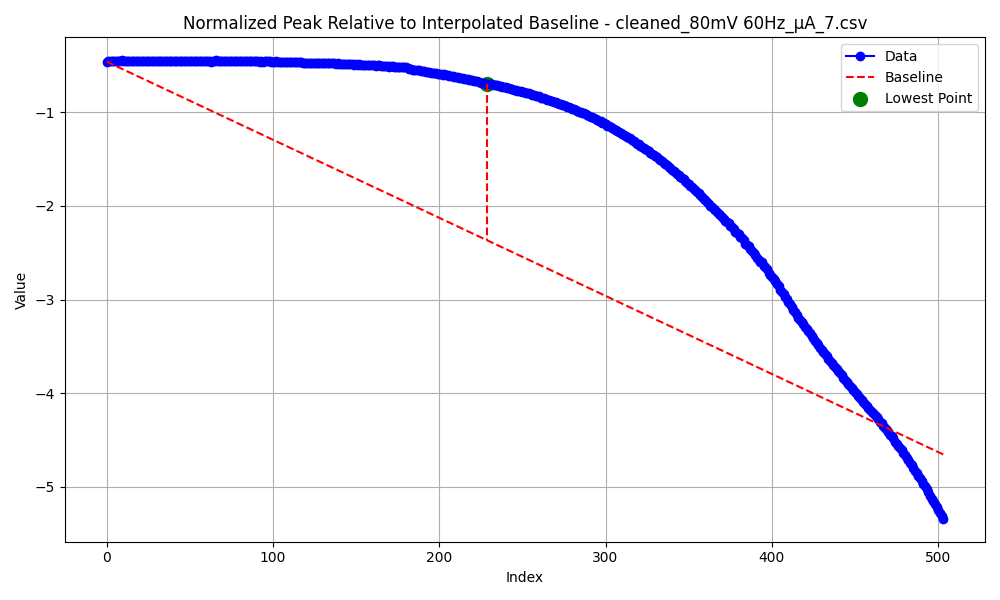 Normalized Peak Relative to Interpolated Baseline - cleaned_80mV 60Hz_µA_7.csv
Data
Baseline
Lowest Point
Value
−1
−2
−3
−4
−5
0 100 200 300 400 500
Index